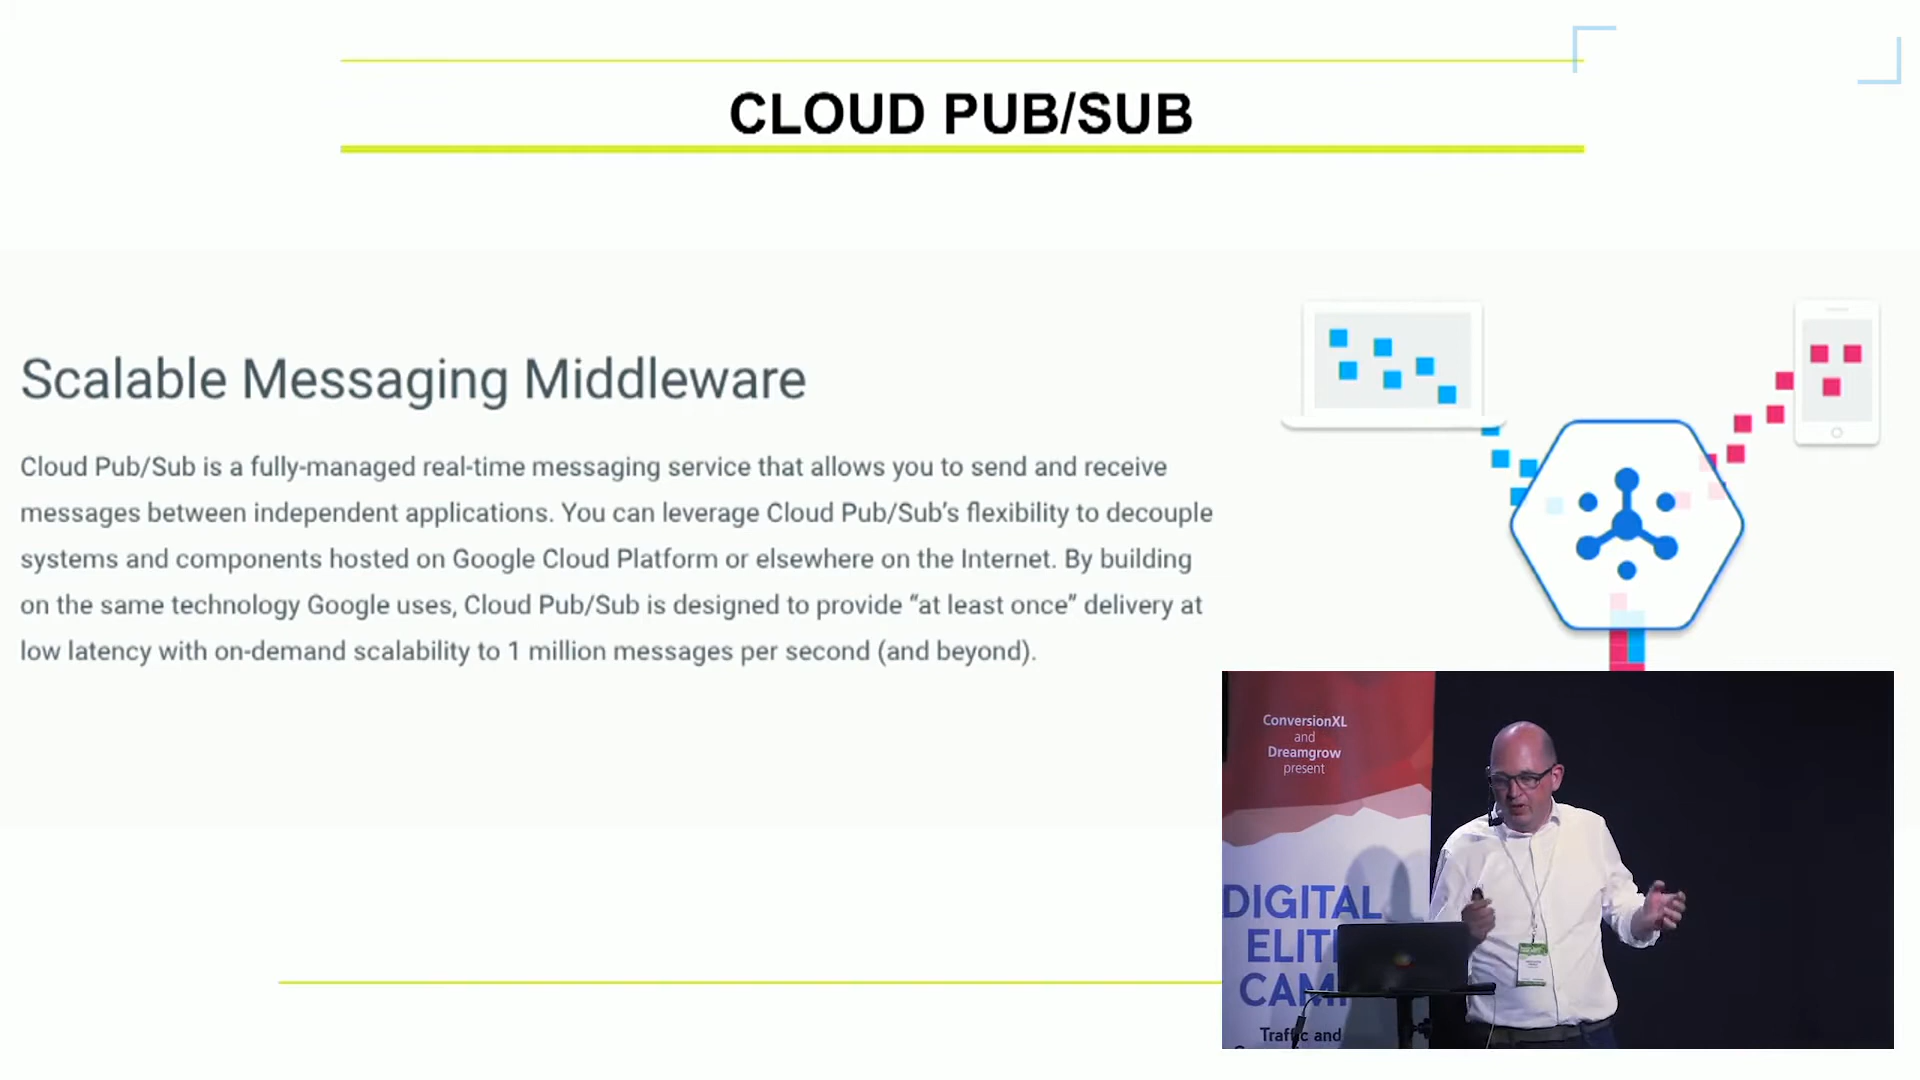 CLOUD PUB/SUB
Scalable Messaging Middleware
Cloud Pub/Sub is a fully-managed real-time messaging service that allows you to send and receive
messages between independent applications. You can leverage Cloud Pub/Sub’s flexibility to decouple
systems and components hosted on Google Cloud Platform or elsewhere on the Internet. By building
on the same technology Google uses, Cloud Pub/Sub is designed to provide “at least once” delivery at
low latency with on-demand scalability to 1 million messages per second (and beyond).
ConversionXL
and
Dreamgrow
present
DIGITAL
ELIT
CAM
Traffic and